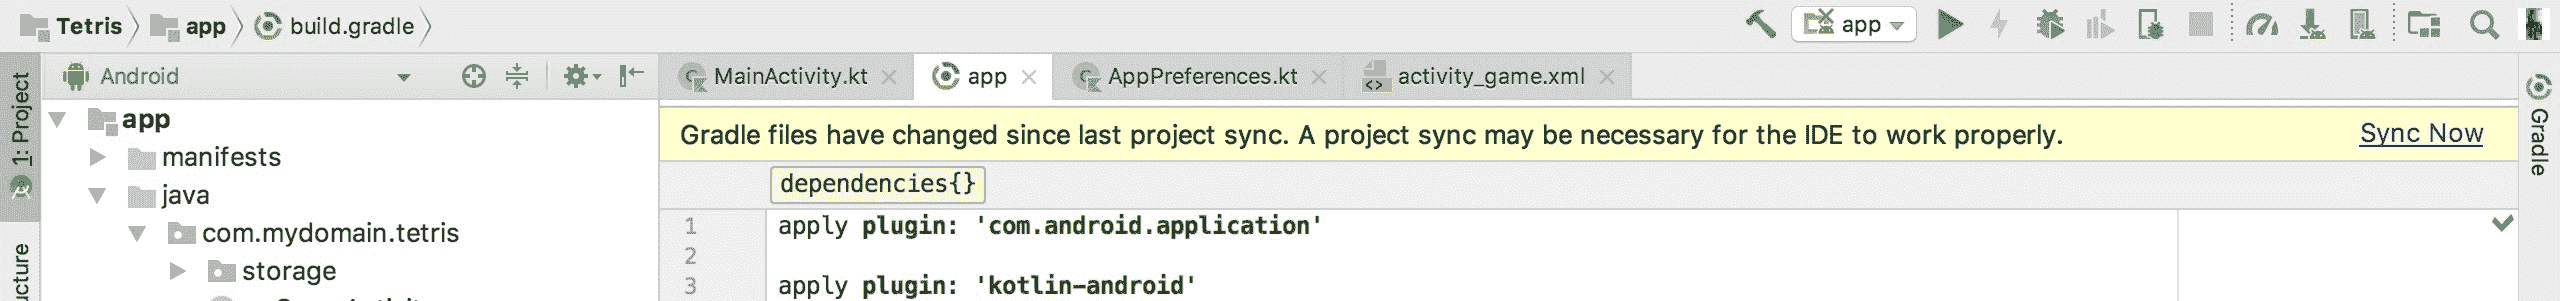 Tetris app build.gradle
app
1: Project
Android
MainActivity.kt
app
AppPreferences.kt
activity_game.xml
Gradle
app
Gradle files have changed since last project sync. A project sync may be necessary for the IDE to work properly.
Sync Now
manifests
dependencies{}
java
1 apply plugin: 'com.android.application'
com.mydomain.tetris
2
storage
3 apply plugin: 'kotlin-android'